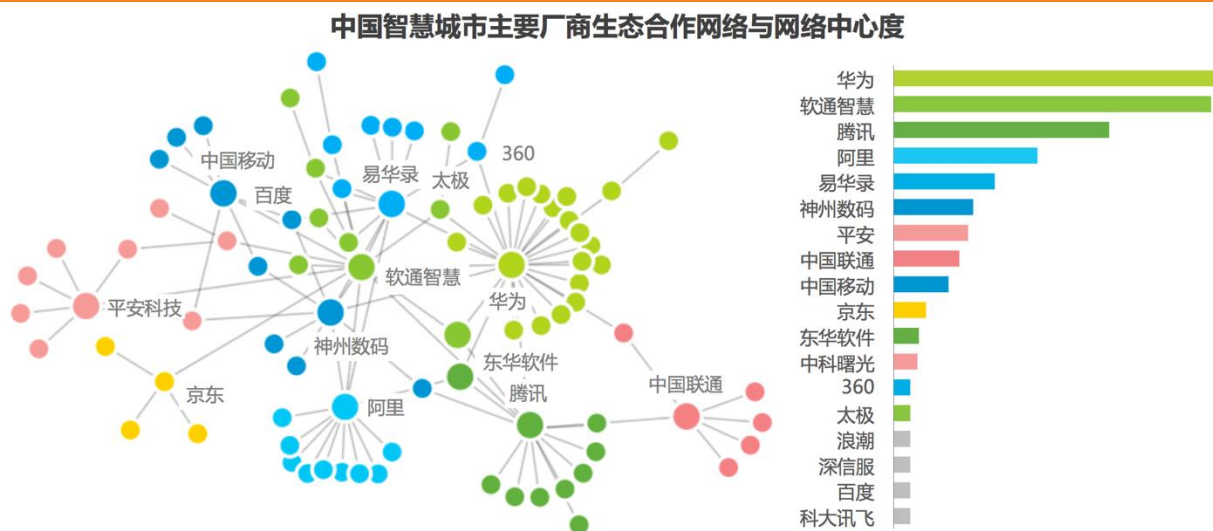 中国智慧城市主要厂商生态合作网络与网络中心度
360
中国移动
易华录
太极
百度
软通智慧
华为
平安科技
神州数码
东华软件
京东
腾讯
中国联通
阿里
华为
软通智慧
腾讯
阿里
易华录
神州数码
平安
中国联通
中国移动
京东
东华软件
中科曙光
360
太极
浪潮
深信服
百度
科大讯飞